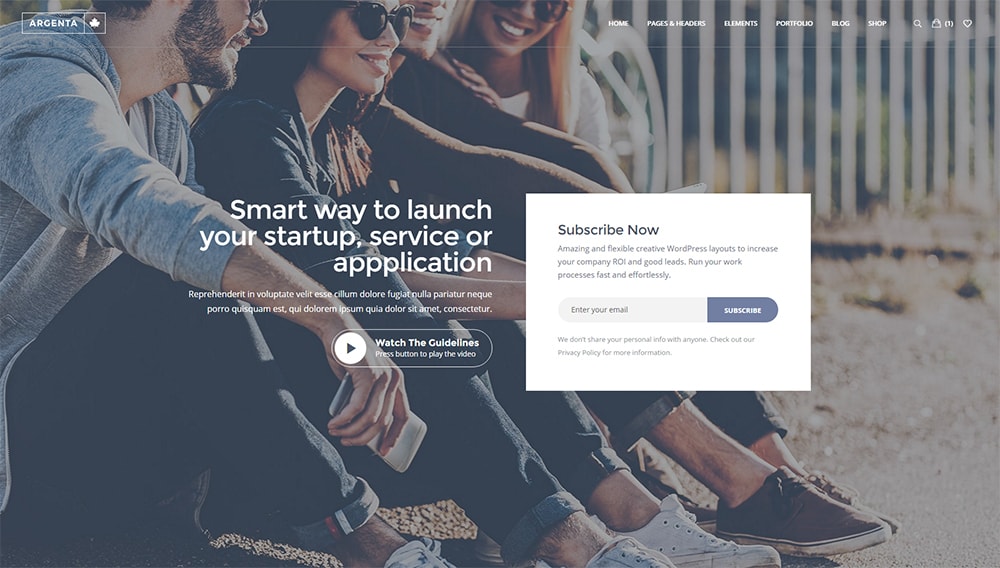 ARGENTA
HOME PAGES & HEADERS ELEMENTS PORTFOLIO BLOG SHOP (1)
Smart way to launch
your startup, service or
appplication
Reprehenderit in voluptate velit esse cillum dolore fugiat nulla pariatur neque
porro quisquam est, qui dolorem ipsum quia dolor sit amet, consectetur.
Watch The Guidelines
Press button to play the video
Subscribe Now
Amazing and flexible creative WordPress layouts to increase
your company ROI and good leads. Run your work
processes fast and effortlessly.
Enter your email SUBSCRIBE
We don't share your personal info with anyone. Check out our
Privacy Policy for more information.